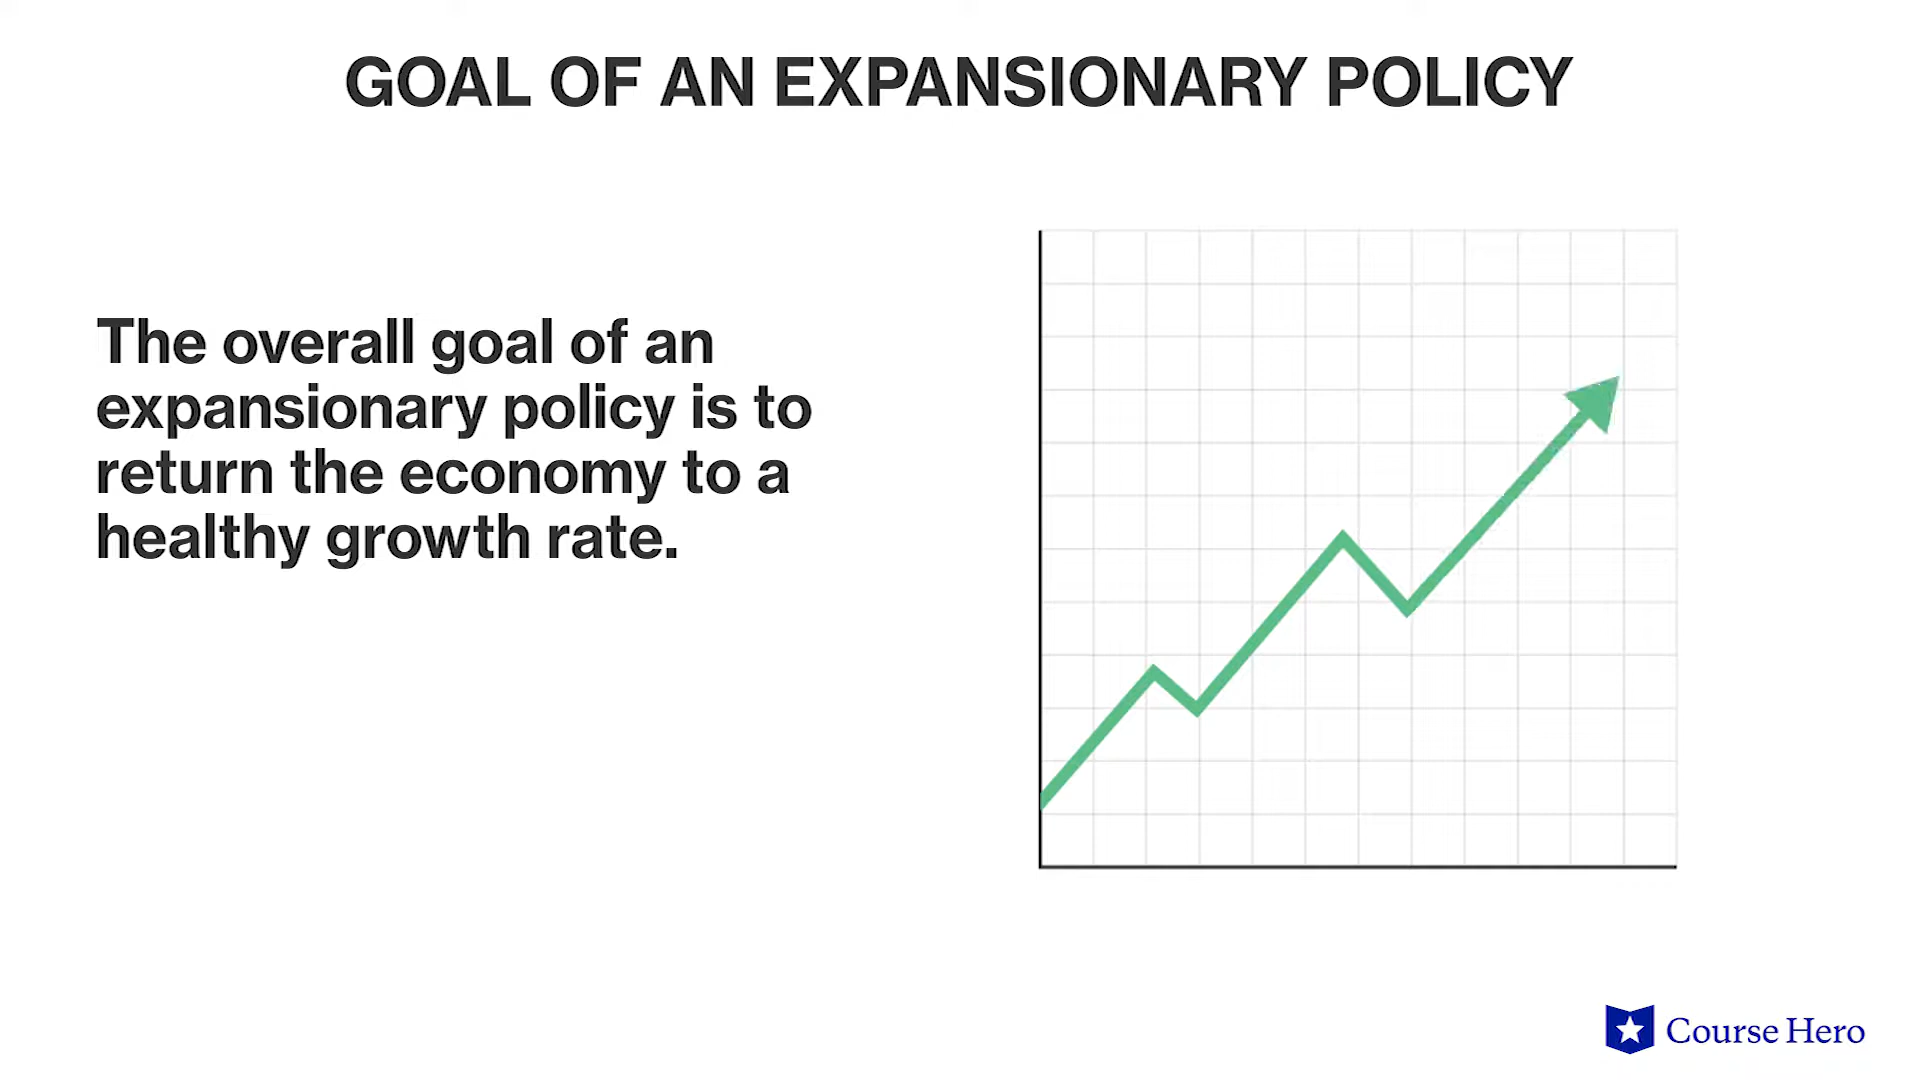 GOAL OF AN EXPANSIONARY POLICY
The overall goal of an
expansionary policy is to
return the economy to a
healthy growth rate.
Course Hero